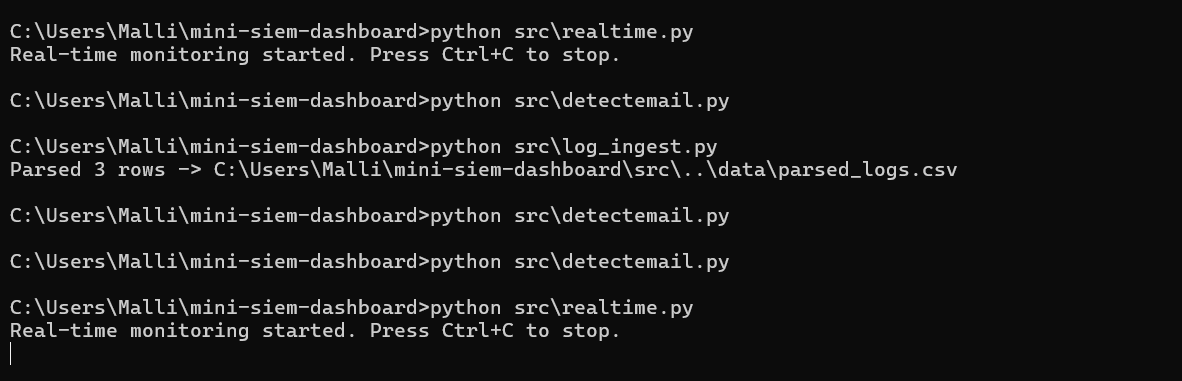 C:\Users\Malli\mini-siem-dashboard>python src\realtime.py
Real-time monitoring started. Press Ctrl+C to stop.
C:\Users\Malli\mini-siem-dashboard>python src\detectemail.py
C:\Users\Malli\mini-siem-dashboard>python src\log_ingest.py
Parsed 3 rows -> C:\Users\Malli\mini-siem-dashboard\src\..\data\parsed_logs.csv
C:\Users\Malli\mini-siem-dashboard>python src\detectemail.py
C:\Users\Malli\mini-siem-dashboard>python src\detectemail.py
C:\Users\Malli\mini-siem-dashboard>python src\realtime.py
Real-time monitoring started. Press Ctrl+C to stop.